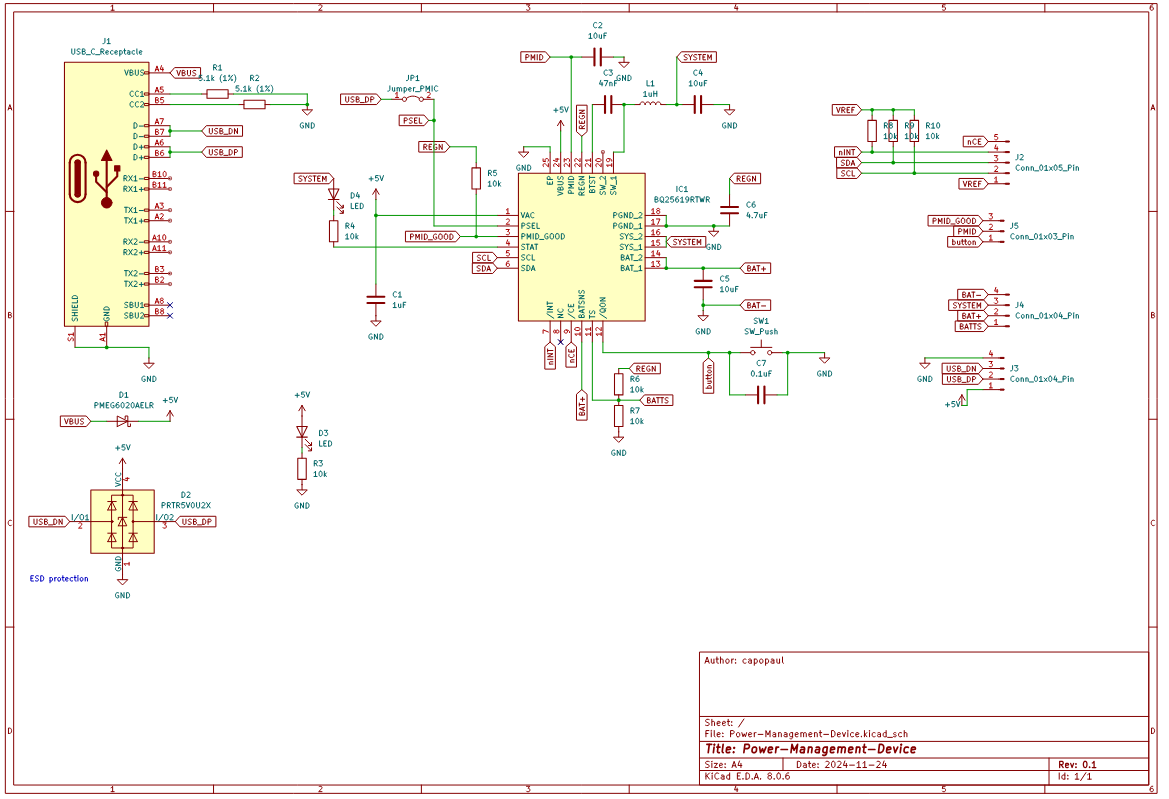 1 2 3 4 5 6
A
B
C
D
J1
USB_C_Receptacle
VBUS A4 VBUS
CC1 A5
CC2 B5
D- A7
D- B7 USB_DN
D+ A6
D+ B6 USB_DP
RX1- B10
RX1+ B11
TX1- A3
TX1+ A2
RX2- A10
RX2+ A11
TX2- B3
TX2+ B2
SBU1 A8
SBU2 B8
SHIELD GND
S1 A1
GND
R1
5.1k (1%)
R2
5.1k (1%)
GND
D1
PMEG6020AELR
VBUS
+5V
+5V
VCC
4
D2
PRTR5V0U2X
USB_DN
I/O1
2
I/O2
3
USB_DP
GND
1
GND
ESD protection
+5V
D3
LED
R3
10k
GND
SYSTEM
D4
LED
R4
10k
+5V
C1
1uF
GND
JP1
Jumper_PMIC
USB_DP
1 2
PSEL
REGN
R5
10k
PMID_GOOD
SCL
SDA
PMID
C2
10uF
GND
C3
47nF
L1
1uH
SYSTEM
C4
10uF
GND
+5V
REGN
GND
25 24 23 22 21 20 19
EP VBUS PMID REGN BTST SW_2 SW_1
IC1
BQ25619RTWR
1 VAC
2 PSEL
3 PMID_GOOD
4 STAT
5 SCL
6 SDA
PGND_2 18
PGND_1 17
SYS_2 16
SYS_1 15
BAT_2 14
BAT_1 13
/INT NC /CE BATSNS TS /QON
7 8 9 10 11 12
nINT
nCE
BAT+
REGN
C6
4.7uF
GND
SYSTEM
BAT+
C5
10uF
BAT-
GND
SW1
SW_Push
C7
0.1uF
button
GND
REGN
R6
10k
BATTS
R7
10k
GND
VREF
R8
10k
R9
10k
R10
10k
nINT
SDA
SCL
nCE
VREF
5
4
3
2
1
J2
Conn_01x05_Pin
PMID_GOOD 3
PMID 2
button 1
J5
Conn_01x03_Pin
BAT- 4
SYSTEM 3
BAT+ 2
BATTS 1
J4
Conn_01x04_Pin
GND
4
USB_DN 3
USB_DP 2
1
+5V
J3
Conn_01x04_Pin
Author: capopaul
Sheet: /
File: Power-Management-Device.kicad_sch
Title: Power-Management-Device
Size: A4 Date: 2024-11-24 Rev: 0.1
KiCad E.D.A. 8.0.6 Id: 1/1
A
B
C
D
1 2 3 4 5 6